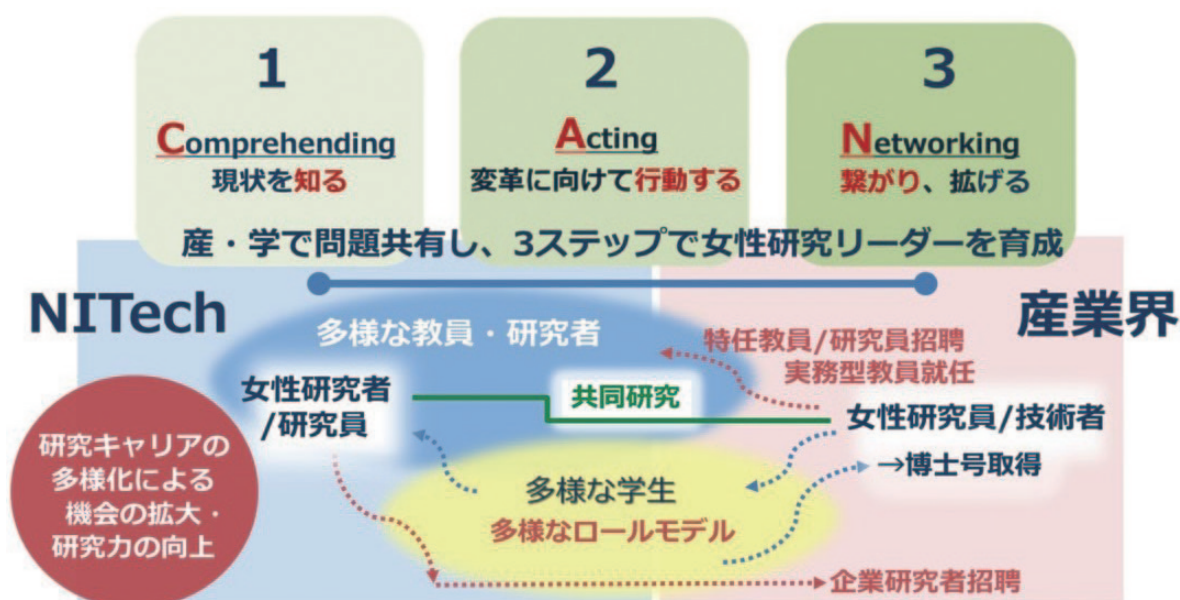 1
Comprehending
現状を知る
2
Acting
変革に向けて行動する
3
Networking
繋がり、拡げる
産・学で問題共有し、3ステップで女性研究リーダーを育成
NITech
産業界
多様な教員・研究者
特任教員/研究員招聘
実務型教員就任
女性研究者
/研究員
共同研究
女性研究員/技術者
→博士号取得
研究キャリアの
多様化による
機会の拡大・
研究力の向上
多様な学生
多様なロールモデル
企業研究者招聘